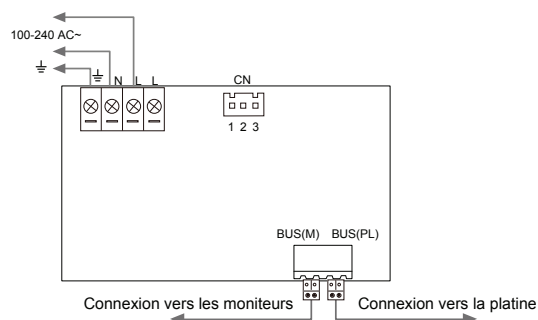 100-240 AC~
N L L
CN
1 2 3
BUS(M) BUS(PL)
Connexion vers les moniteurs
Connexion vers la platine